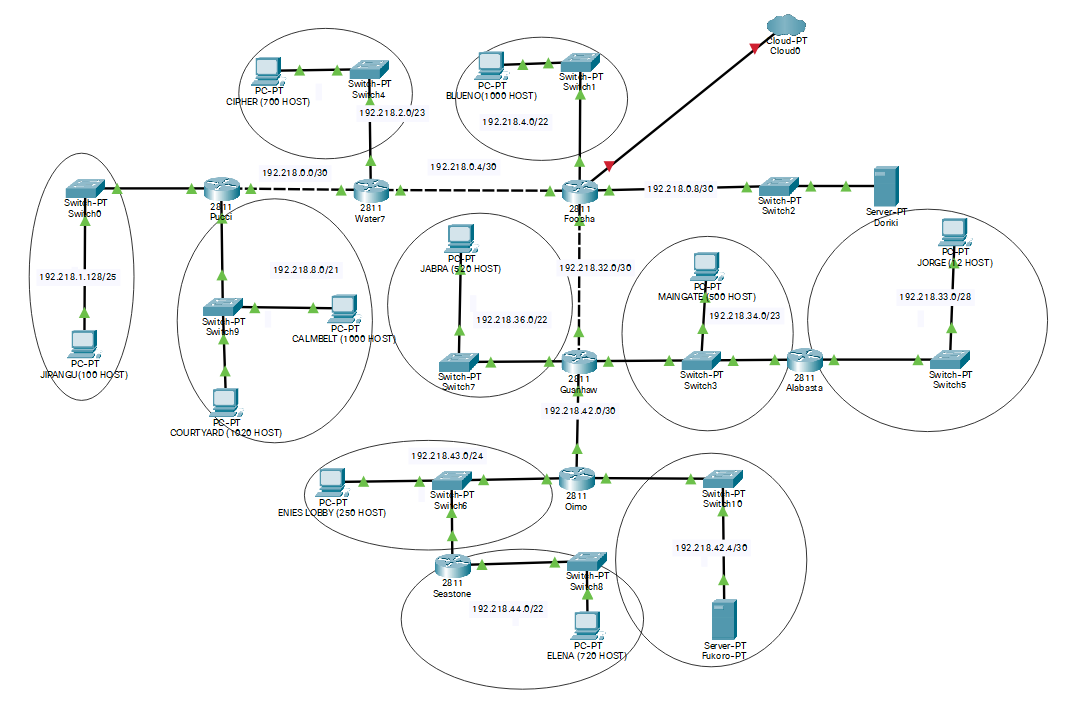 Cloud-PT
Cloud0
PC-PT
CIPHER (700 HOST)
Switch-PT
Switch4
192.218.2.0/23
PC-PT
BLUENO(1000 HOST)
Switch-PT
Switch1
192.218.4.0/22
192.218.0.0/30
192.218.0.4/30
Switch-PT
Switch0
2811
Pucci
2811
Water7
2811
Foosha
192.218.0.8/30
Switch-PT
Switch2
Server-PT
Doriki
192.218.1.128/25
192.218.8.0/21
PC-PT
JABRA (520 HOST)
192.218.32.0/30
PC-PT
MAINGATE (500 HOST)
PC-PT
JORGE (12 HOST)
192.218.33.0/28
Switch-PT
Switch9
PC-PT
CALMBELT (1000 HOST)
192.218.36.0/22
192.218.34.0/23
PC-PT
JIPANGU(100 HOST)
Switch-PT
Switch7
2811
Guanhaw
Switch-PT
Switch3
2811
Alabasta
Switch-PT
Switch5
PC-PT
COURTYARD (1020 HOST)
192.218.42.0/30
192.218.43.0/24
PC-PT
ENIES LOBBY (250 HOST)
Switch-PT
Switch6
2811
Oimo
Switch-PT
Switch10
192.218.42.4/30
2811
Seastone
Switch-PT
Switch8
192.218.44.0/22
PC-PT
ELENA (720 HOST)
Server-PT
Fukoro-PT